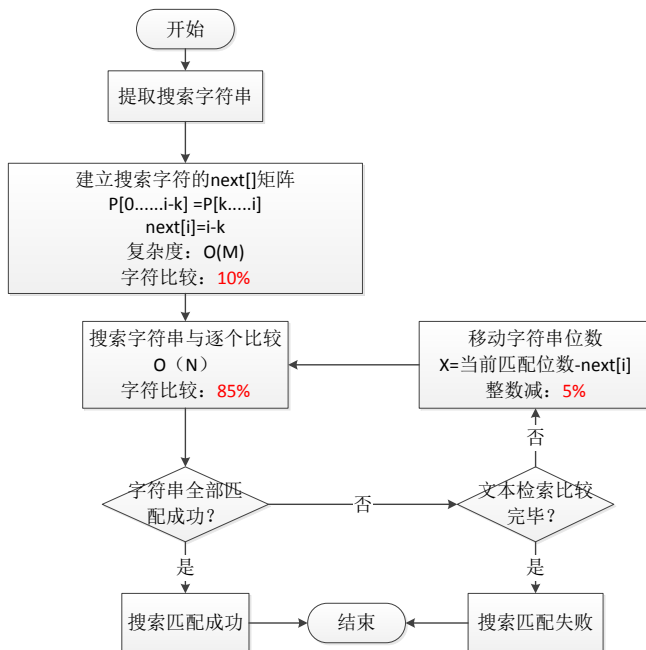 开始
提取搜索字符串
建立搜索字符的next[]矩阵
P[0......i-k] =P[k.....i]
next[i]=i-k
复杂度：O(M)
字符比较：10%
搜索字符串与逐个比较
O（N）
字符比较：85%
移动字符串位数
X=当前匹配位数-next[i]
整数减：5%
否
字符串全部匹
配成功？
否
文本检索比较
完毕？
是
是
搜索匹配成功
结束
搜索匹配失败